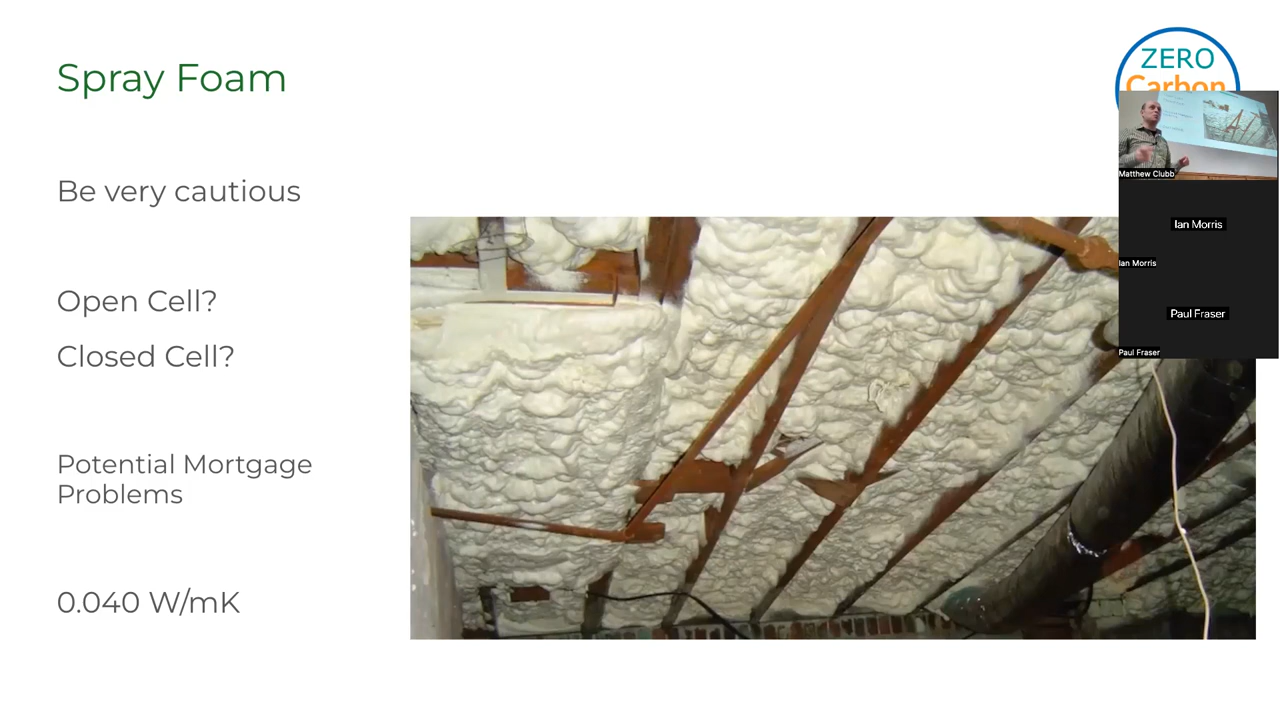 Spray Foam
ZERO
Carbon
Be very cautious
Open Cell?
Closed Cell?
Potential Mortgage
Problems
0.040 W/mK
Matthew Clubb
Ian Morris
Ian Morris
Paul Fraser
Paul Fraser